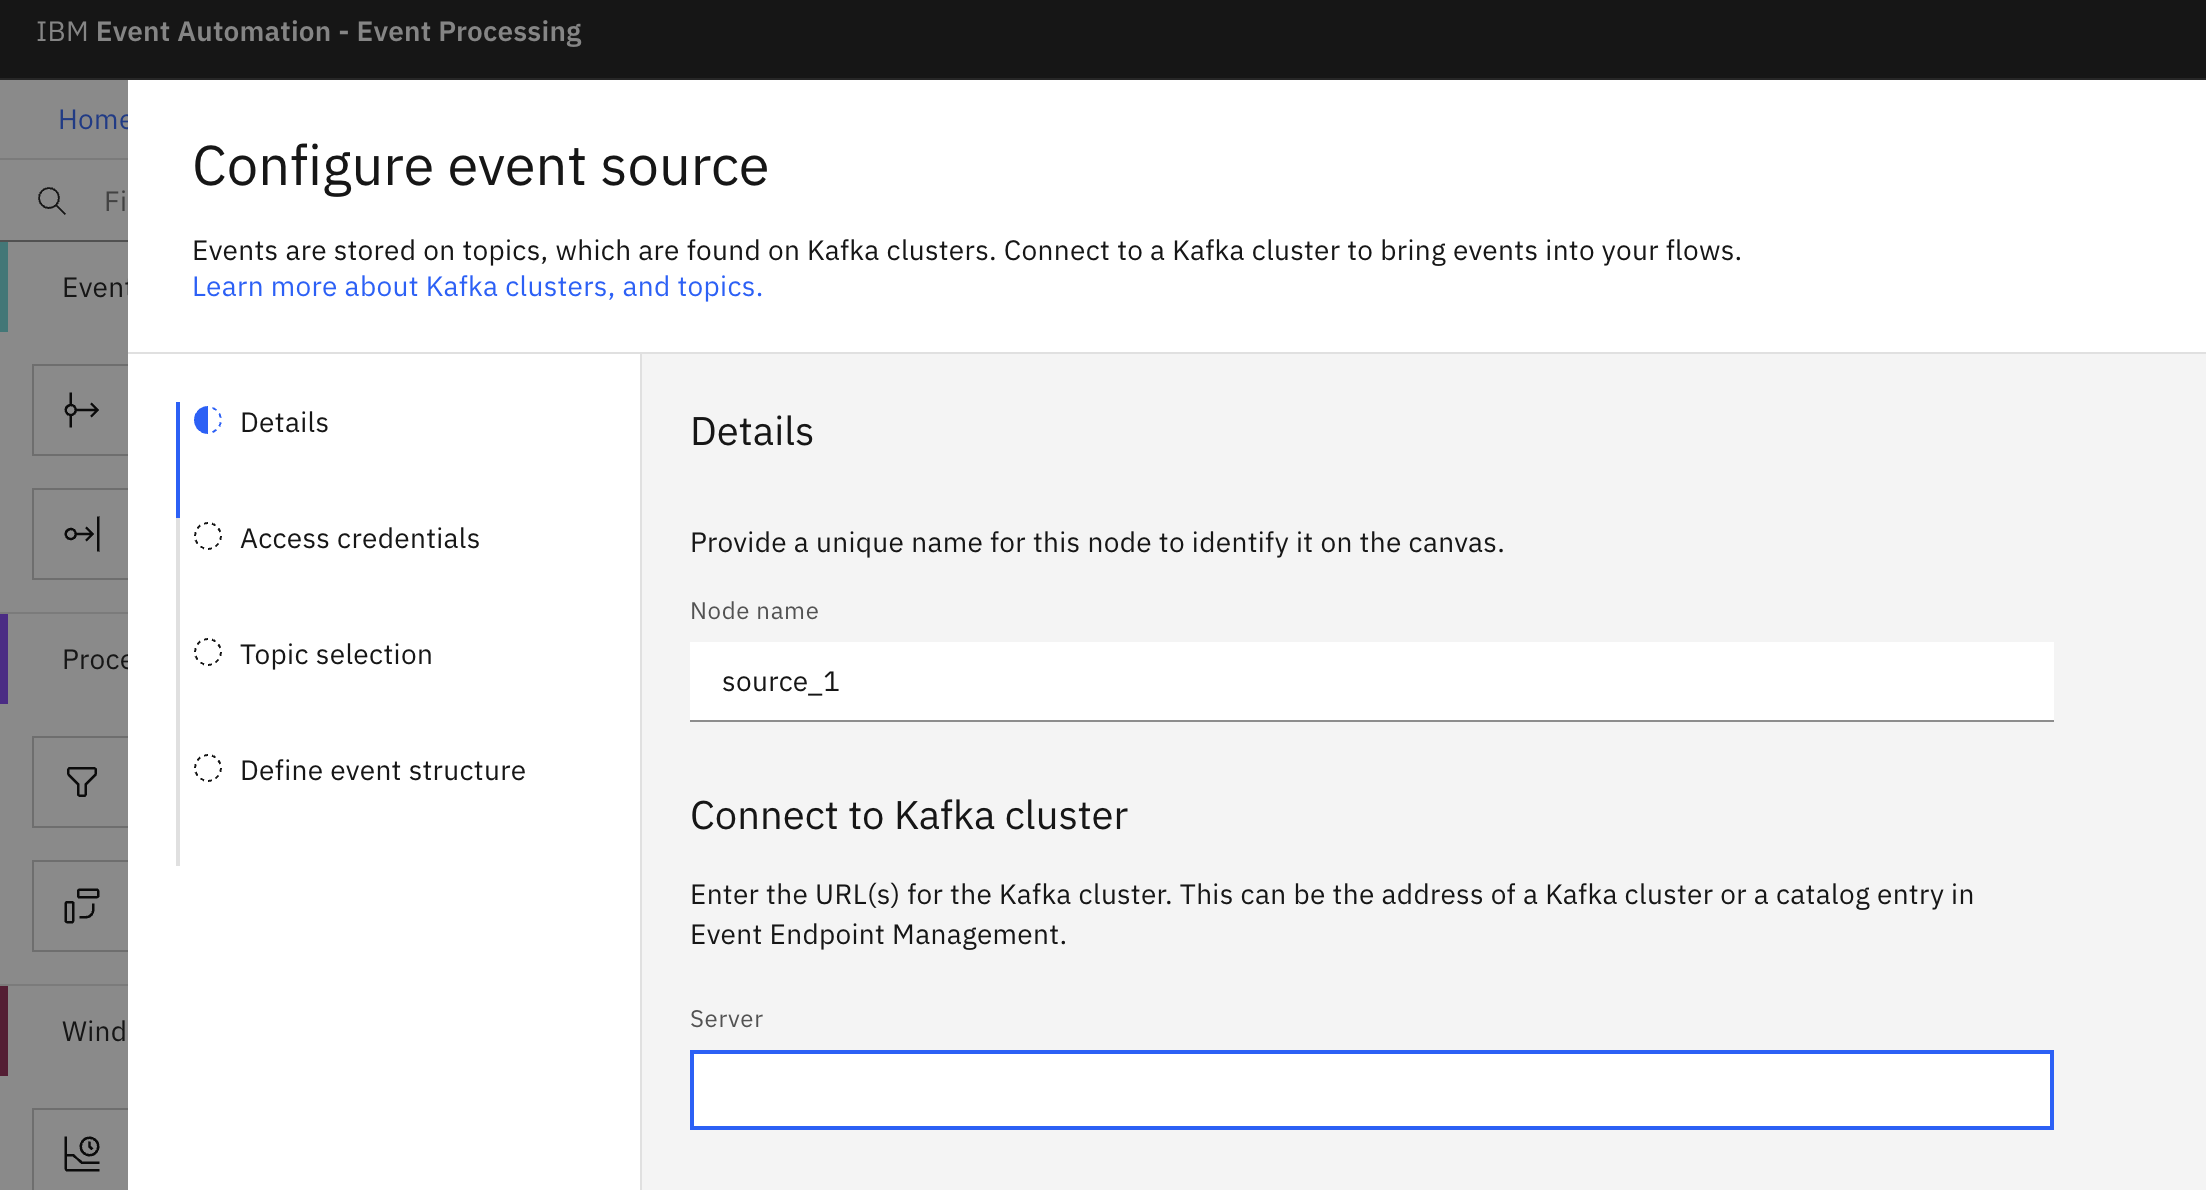 IBM Event Automation - Event Processing
Home
Configure event source
Events are stored on topics, which are found on Kafka clusters. Connect to a Kafka cluster to bring events into your flows.
Learn more about Kafka clusters, and topics.
Fi
Event
Proce
Wind
Details
Access credentials
Topic selection
Define event structure
Details
Provide a unique name for this node to identify it on the canvas.
Node name
source_1
Connect to Kafka cluster
Enter the URL(s) for the Kafka cluster. This can be the address of a Kafka cluster or a catalog entry in
Event Endpoint Management.
Server